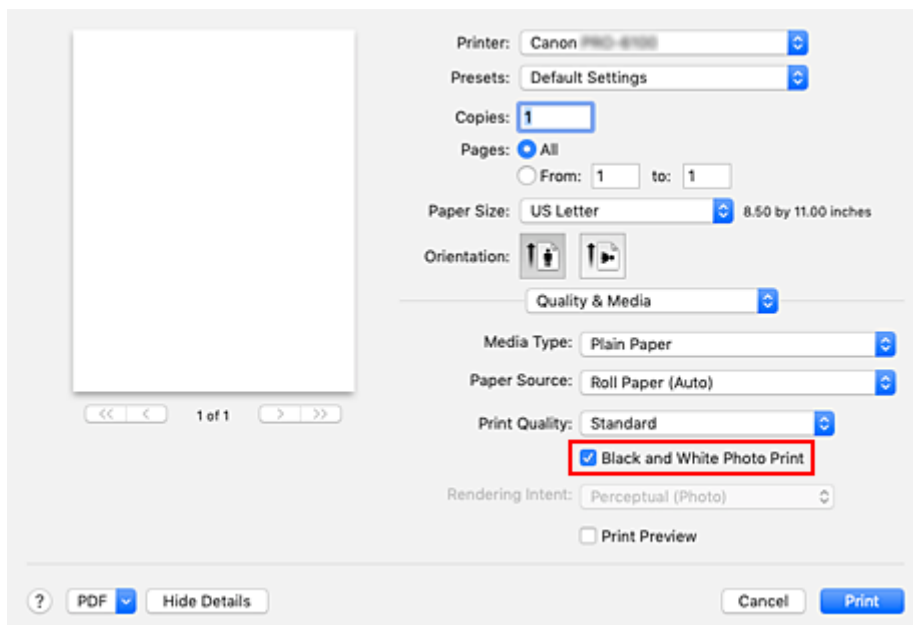 Printer: Canon
Presets: Default Settings
Copies: 1
Pages: All
From: 1 to: 1
Paper Size: US Letter 8.50 by 11.00 inches
Orientation:
Quality & Media
Media Type: Plain Paper
Paper Source: Roll Paper (Auto)
<< < 1 of 1 > >>
Print Quality: Standard
Black and White Photo Print
Rendering Intent: Perceptual (Photo)
Print Preview
? PDF Hide Details Cancel Print